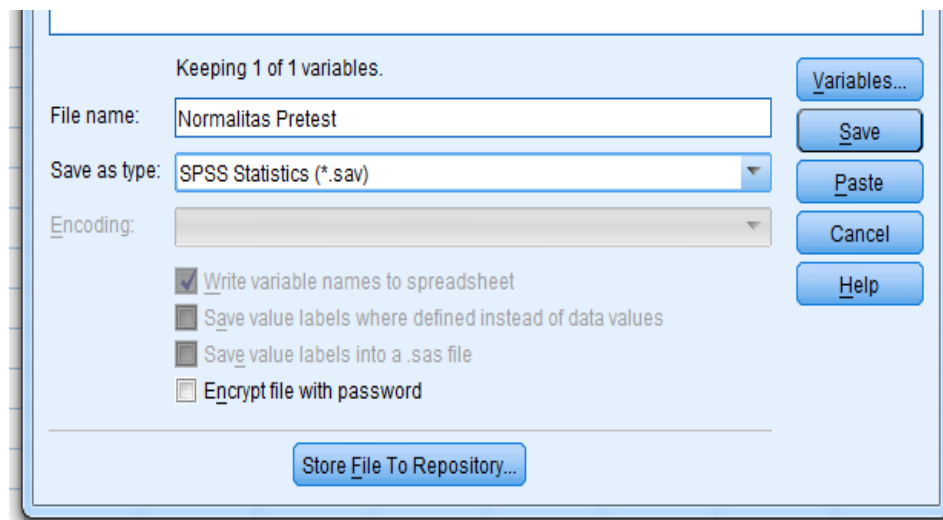 Keeping 1 of 1 variables.
Variables...
File name: Normalitas Pretest
Save
Save as type: SPSS Statistics (*.sav)
Paste
Encoding:
Cancel
Write variable names to spreadsheet
Help
Save value labels where defined instead of data values
Save value labels into a .sas file
Encrypt file with password
Store File To Repository...